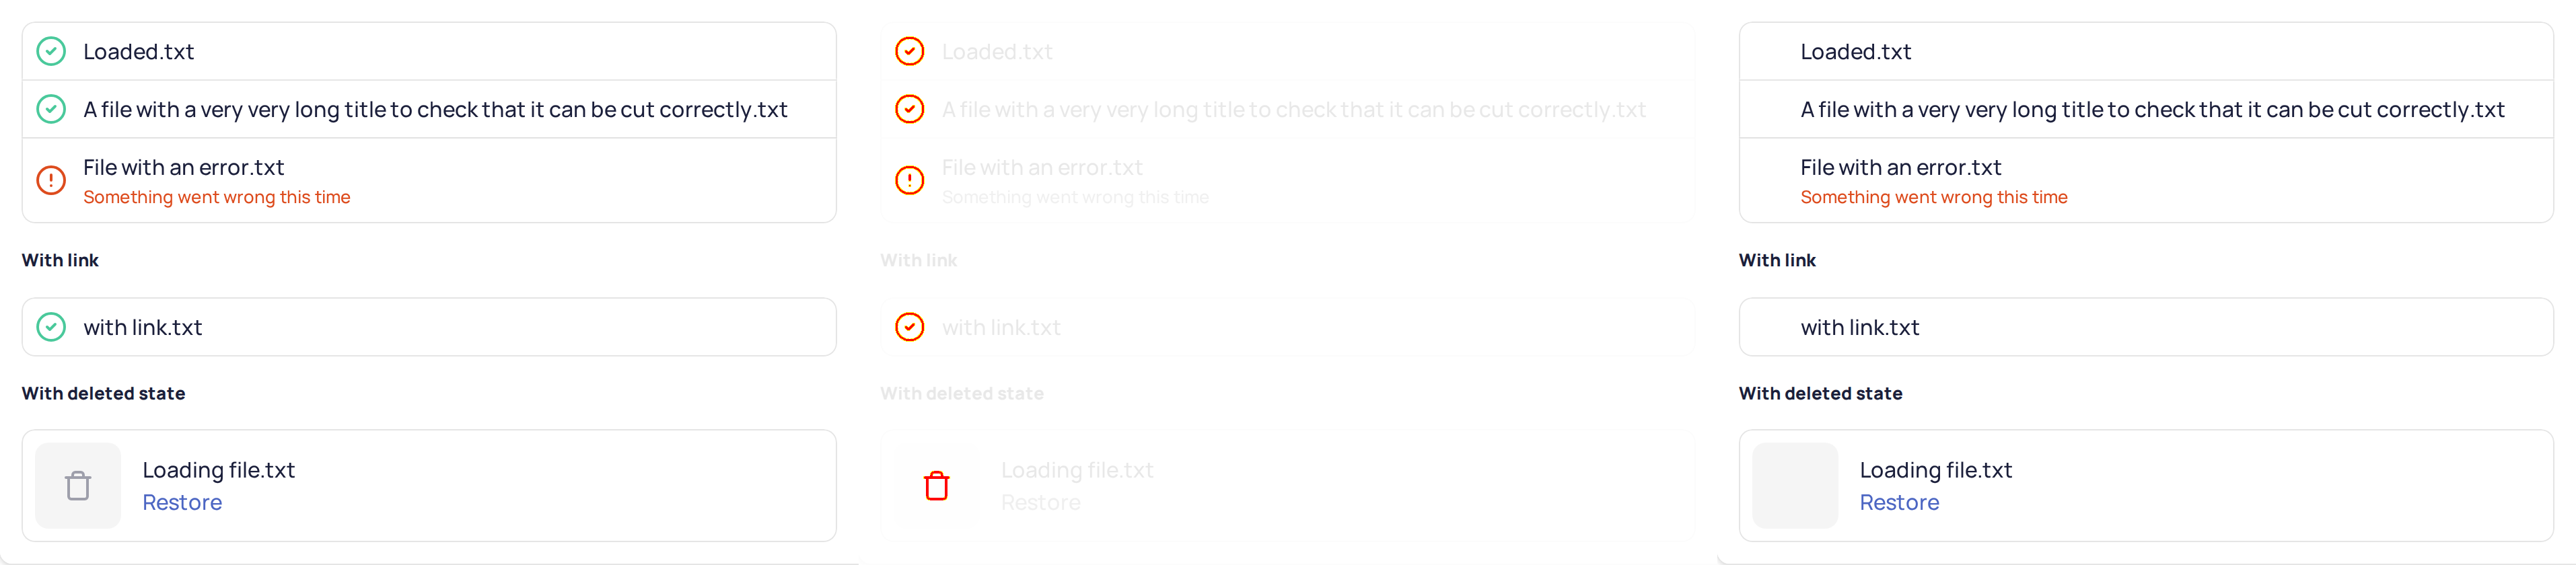 Loaded.txt
A file with a very very long title to check that it can be cut correctly.txt
File with an error.txt
Something went wrong this time
With link
with link.txt
With deleted state
Loading file.txt
Restore
Loaded.txt
A file with a very very long title to check that it can be cut correctly.txt
File with an error.txt
Something went wrong this time
With link
with link.txt
With deleted state
Loading file.txt
Restore
Loaded.txt
A file with a very very long title to check that it can be cut correctly.txt
File with an error.txt
Something went wrong this time
With link
with link.txt
With deleted state
Loading file.txt
Restore